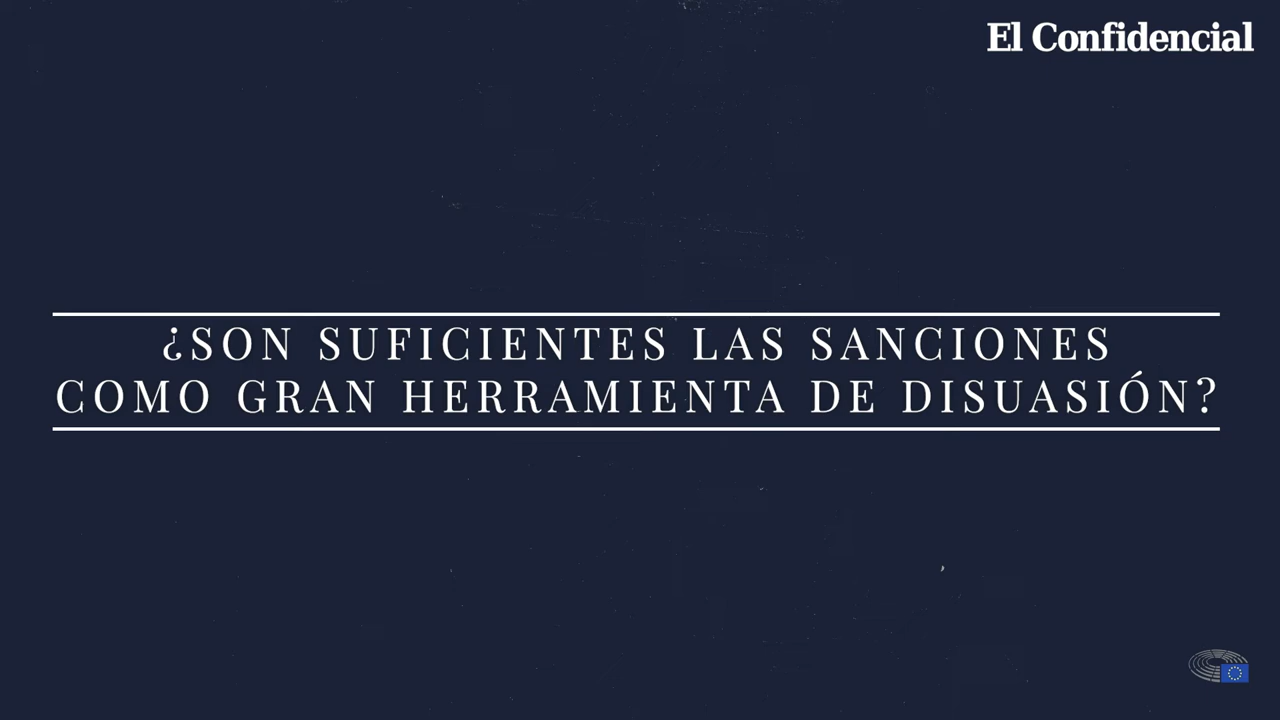 El Confidencial
¿SON SUFICIENTES LAS SANCIONES
COMO GRAN HERRAMIENTA DE DISUASIÓN?